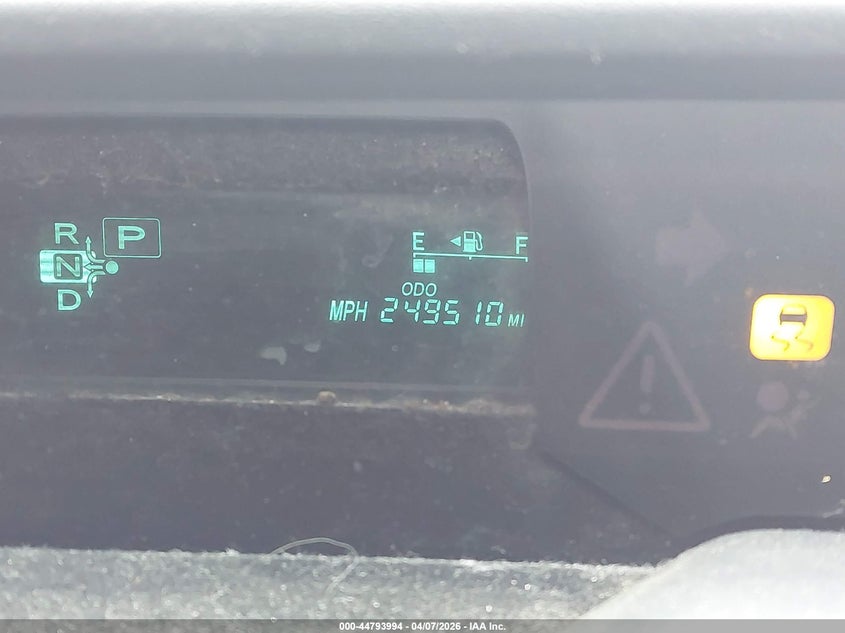 R
P
N
D
E F
ODO
MPH 249510 MI
000-44793994 - 04/07/2026 - IAA Inc.